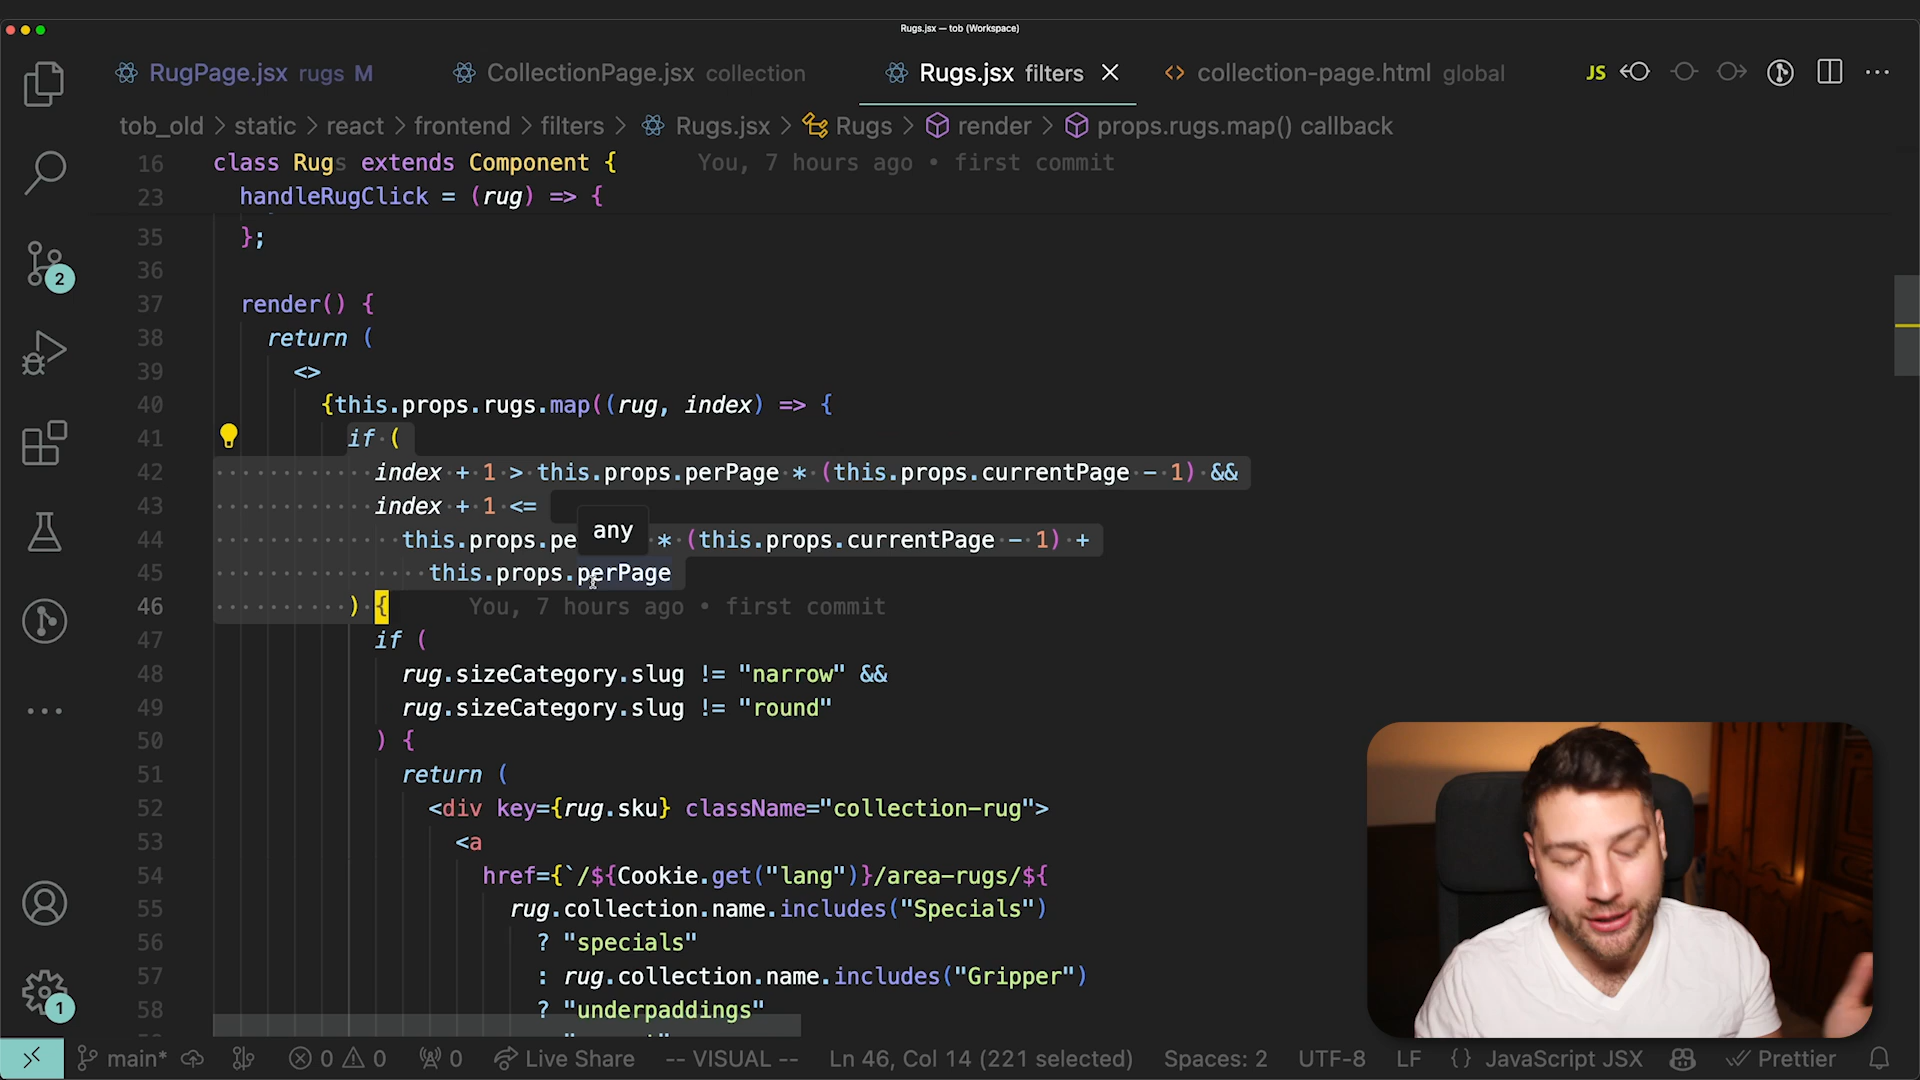 Rugs.jsx — tob (Workspace)
RugPage.jsx rugs M
CollectionPage.jsx collection
Rugs.jsx filters
<> collection-page.html global
JS
tob_old > static > react > frontend > filters > Rugs.jsx > Rugs > render > props.rugs.map() callback
16 class Rugs extends Component { You, 7 hours ago • first commit
23 handleRugClick = (rug) => {
35 };
36
37 render() {
38 return (
39 <>
40 {this.props.rugs.map((rug, index) => {
41 if (
42 index + 1 > this.props.perPage * (this.props.currentPage - 1) &&
43 index + 1 <=
any
44 this.props.pe * (this.props.currentPage - 1) +
45 this.props.perPage
46 ) { You, 7 hours ago • first commit
47 if (
48 rug.sizeCategory.slug != "narrow" &&
49 rug.sizeCategory.slug != "round"
50 ) {
51 return (
52 <div key={rug.sku} className="collection-rug">
53 <a
54 href={`/${Cookie.get("lang")}/area-rugs/${
55 rug.collection.name.includes("Specials")
56 ? "specials"
57 : rug.collection.name.includes("Gripper")
58 ? "underpaddings"
2
1
main* 0 0 0 Live Share -- VISUAL -- Ln 46, Col 14 (221 selected) Spaces: 2 UTF-8 LF {} JavaScript JSX Prettier